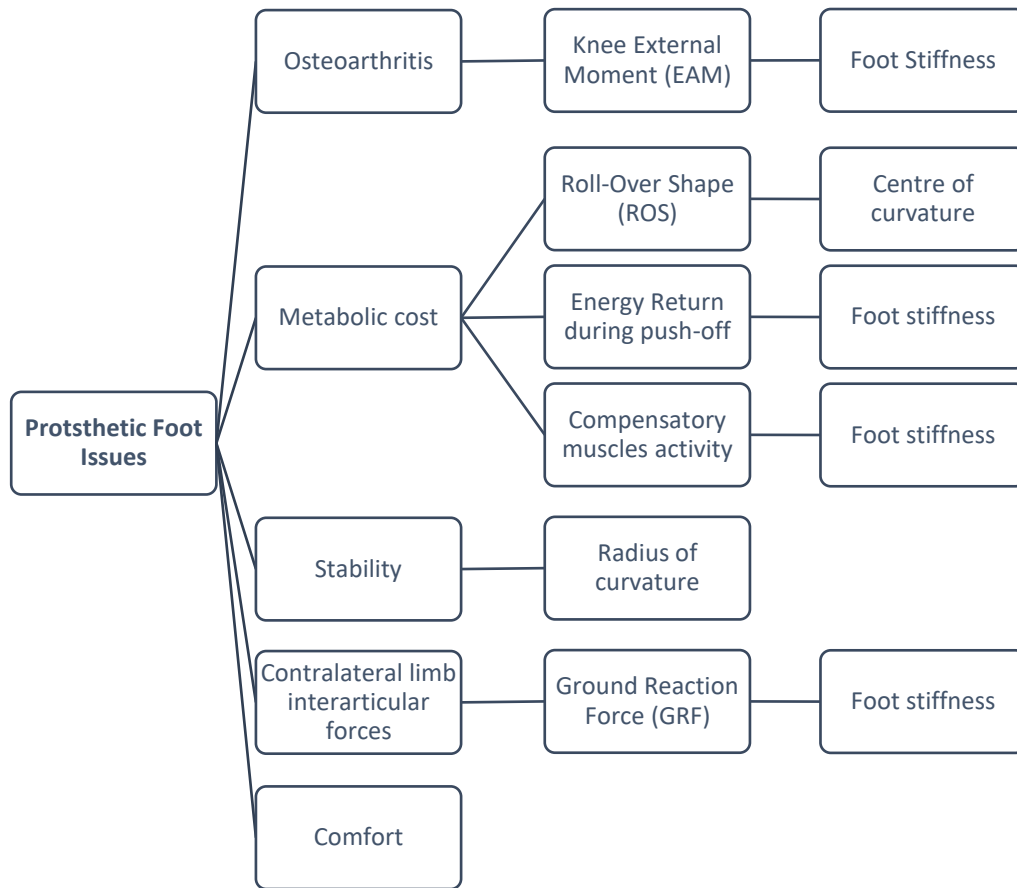 Osteoarthritis
Knee External
Moment (EAM)
Foot Stiffness
Roll-Over Shape
(ROS)
Centre of
curvature
Metabolic cost
Energy Return
during push-off
Foot stiffness
Protsthetic Foot
Issues
Compensatory
muscles activity
Foot stiffness
Stability
Radius of
curvature
Contralateral limb
interarticular
forces
Ground Reaction
Force (GRF)
Foot stiffness
Comfort